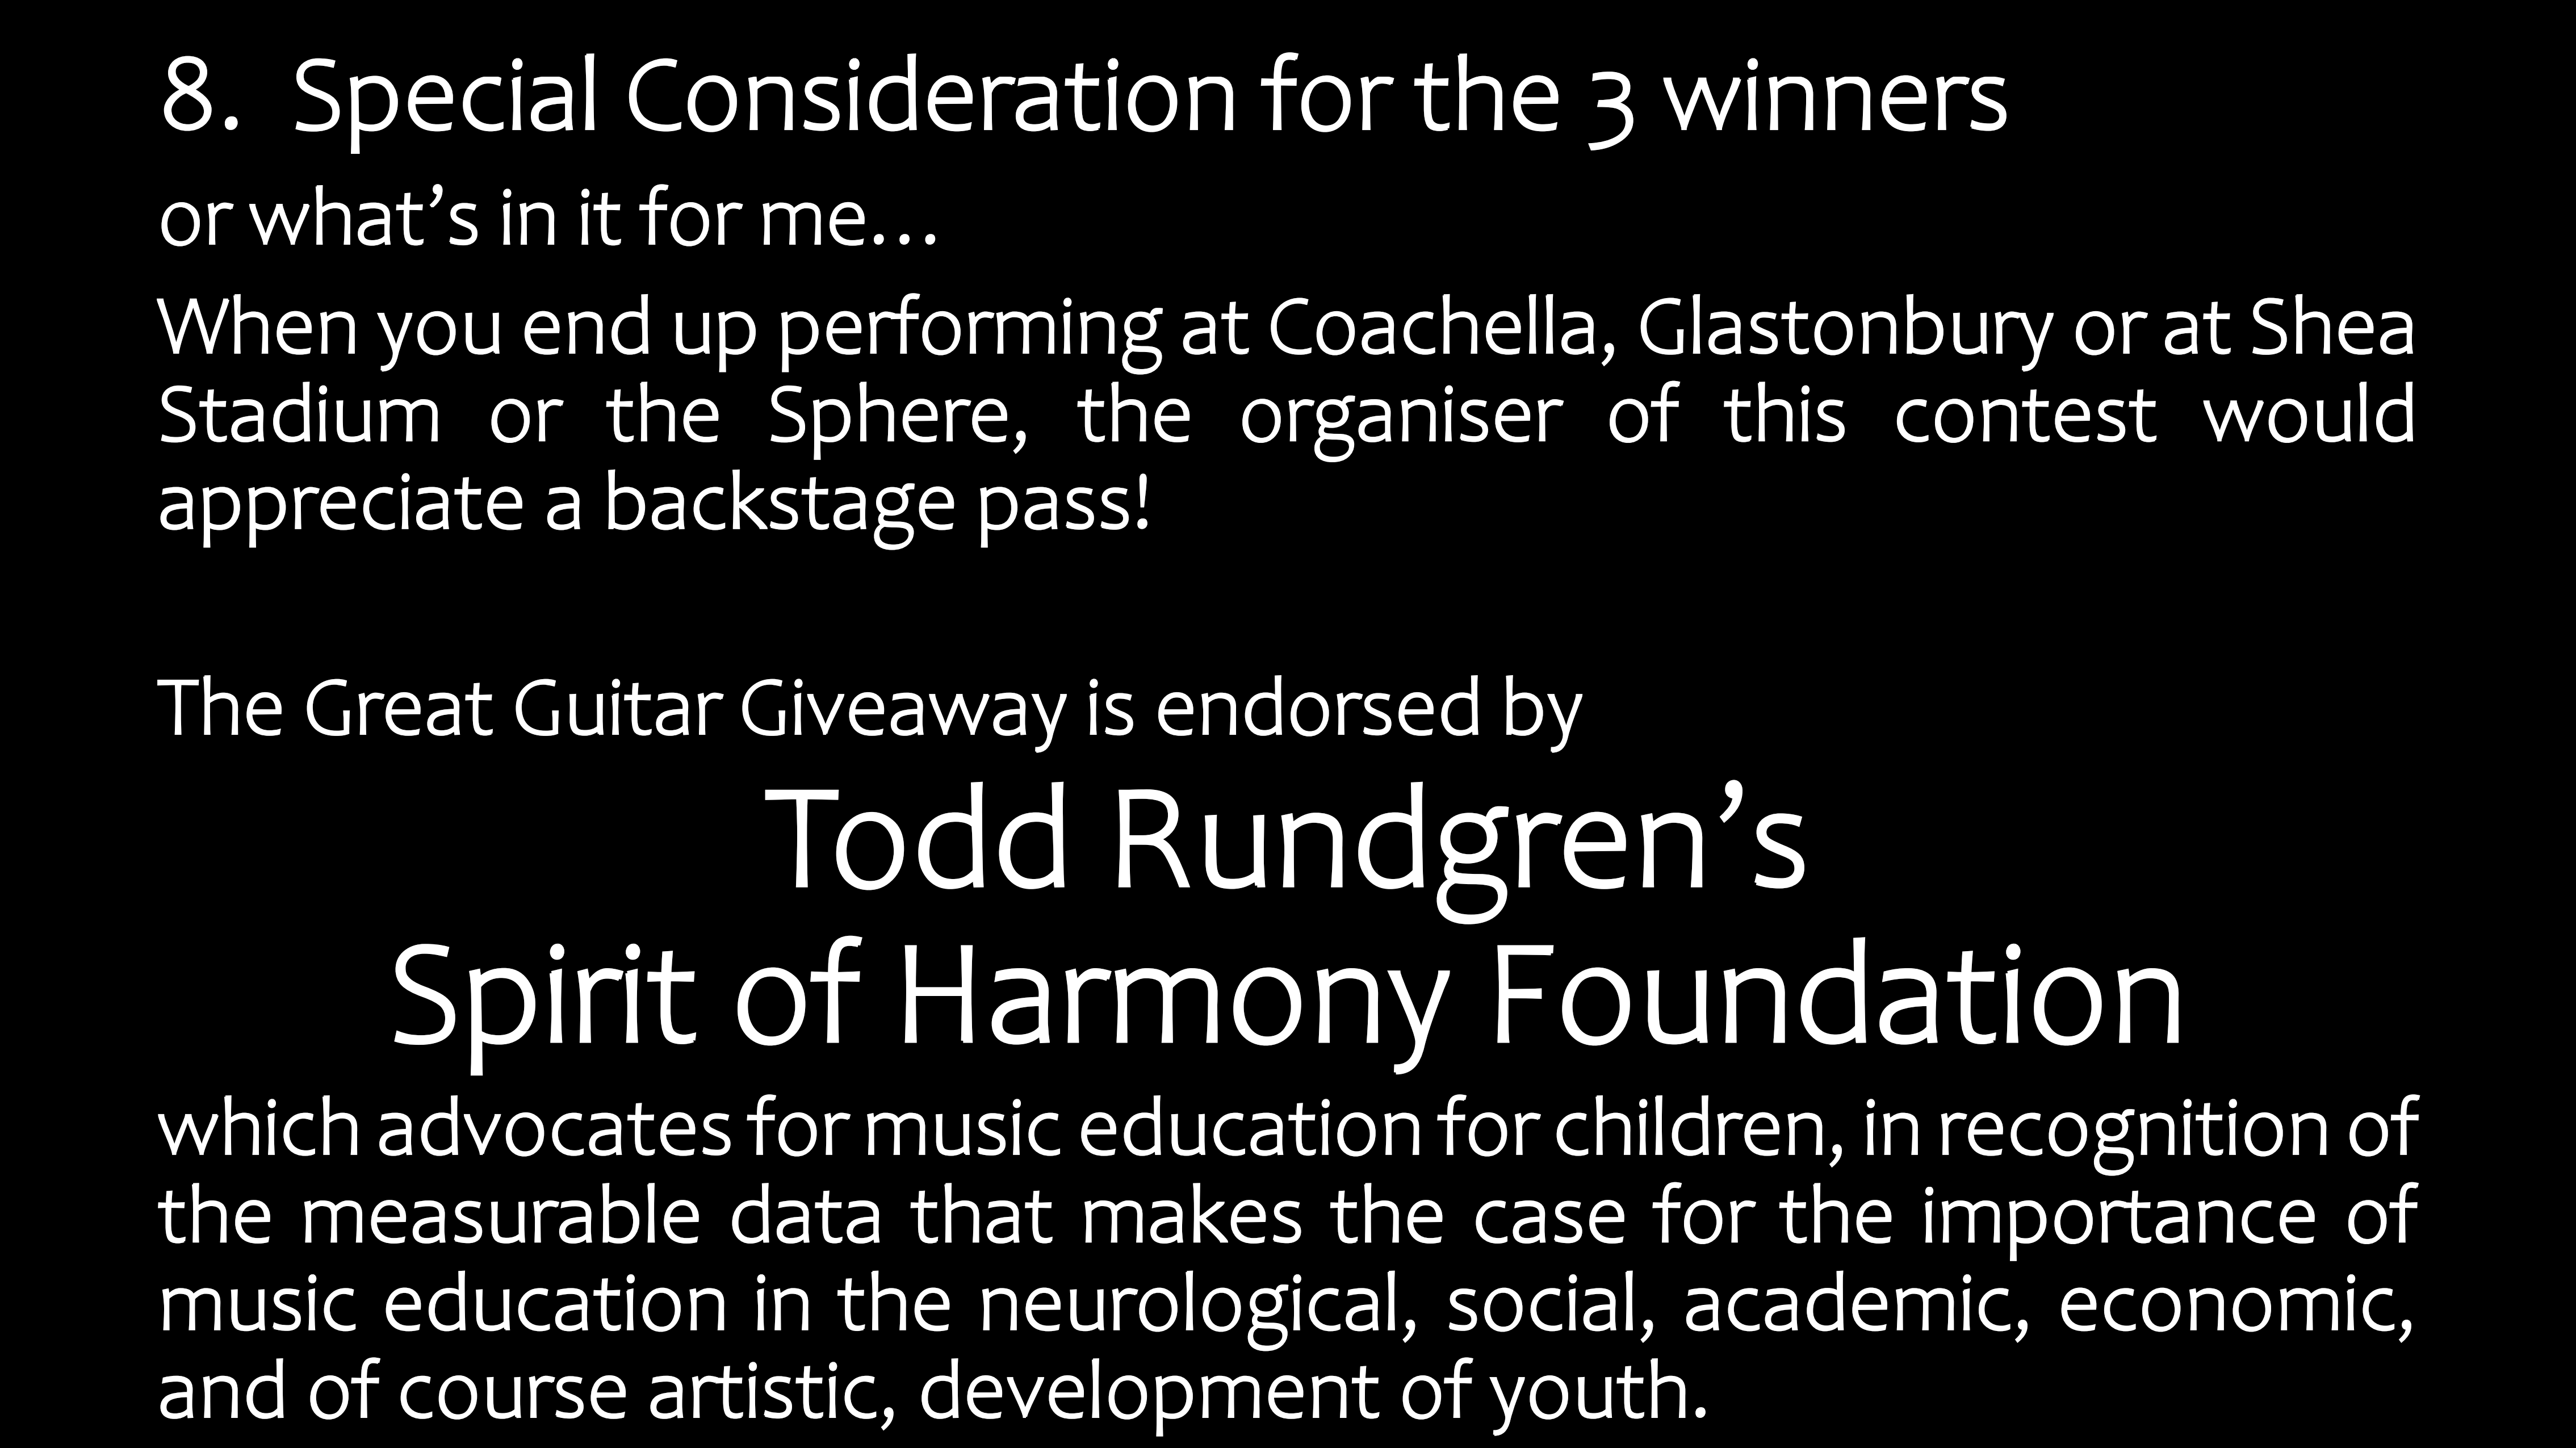 8. Special Consideration for the 3 winners
or what’s in it for me…
When you end up performing at Coachella, Glastonbury or at Shea
Stadium or the Sphere, the organiser of this contest would
appreciate a backstage pass!
The Great Guitar Giveaway is endorsed by
Todd Rundgren’s
Spirit of Harmony Foundation
which advocates for music education for children, in recognition of
the measurable data that makes the case for the importance of
music education in the neurological, social, academic, economic,
and of course artistic, development of youth.